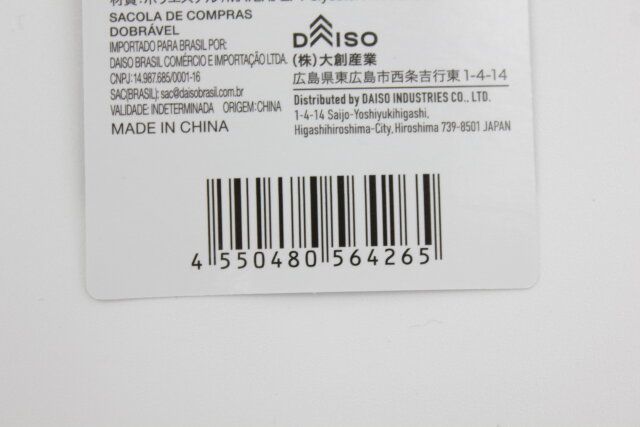 SACOLA DE COMPRAS
DOBRÁVEL
IMPORTADO PARA BRASIL POR:
DAISO BRASIL COMÉRCIO E IMPORTAÇÃO LTDA.
CNPJ: 14.987.685/0001-16
SAC(BRASIL): sac@daisobrasil.com.br
VALIDADE: INDETERMINADA ORIGEM:CHINA
MADE IN CHINA
DAISO
(株)大創産業
広島県東広島市西条吉行東1-4-14
Distributed by DAISO INDUSTRIES CO., LTD.
1-4-14 Saijo-Yoshiyukihigashi,
Higashihiroshima-City, Hiroshima 739-8501 JAPAN
4 550480 564265